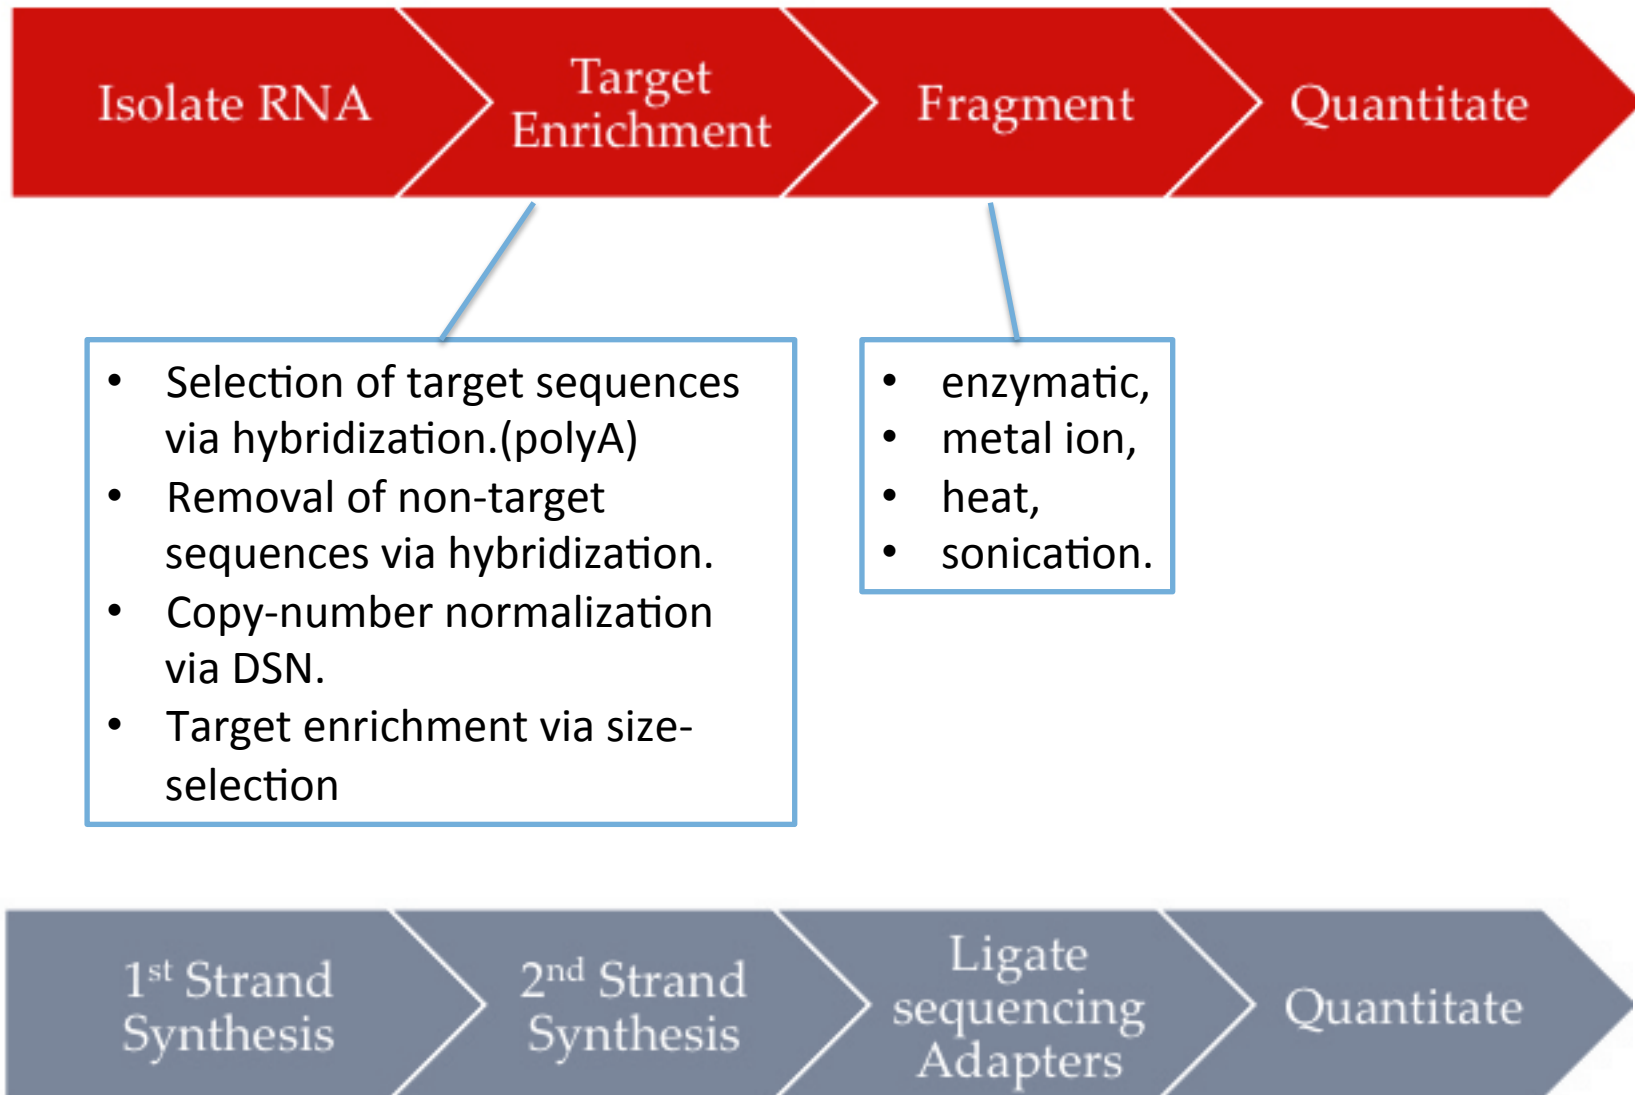 Isolate RNA
Target
Enrichment
Fragment
Quantitate
• Selection of target sequences
via hybridization.(polyA)
• Removal of non-target
sequences via hybridization.
• Copy-number normalization
via DSN.
• Target enrichment via size-
selection
• enzymatic,
• metal ion,
• heat,
• sonication.
1st Strand
Synthesis
2nd Strand
Synthesis
Ligate
sequencing
Adapters
Quantitate